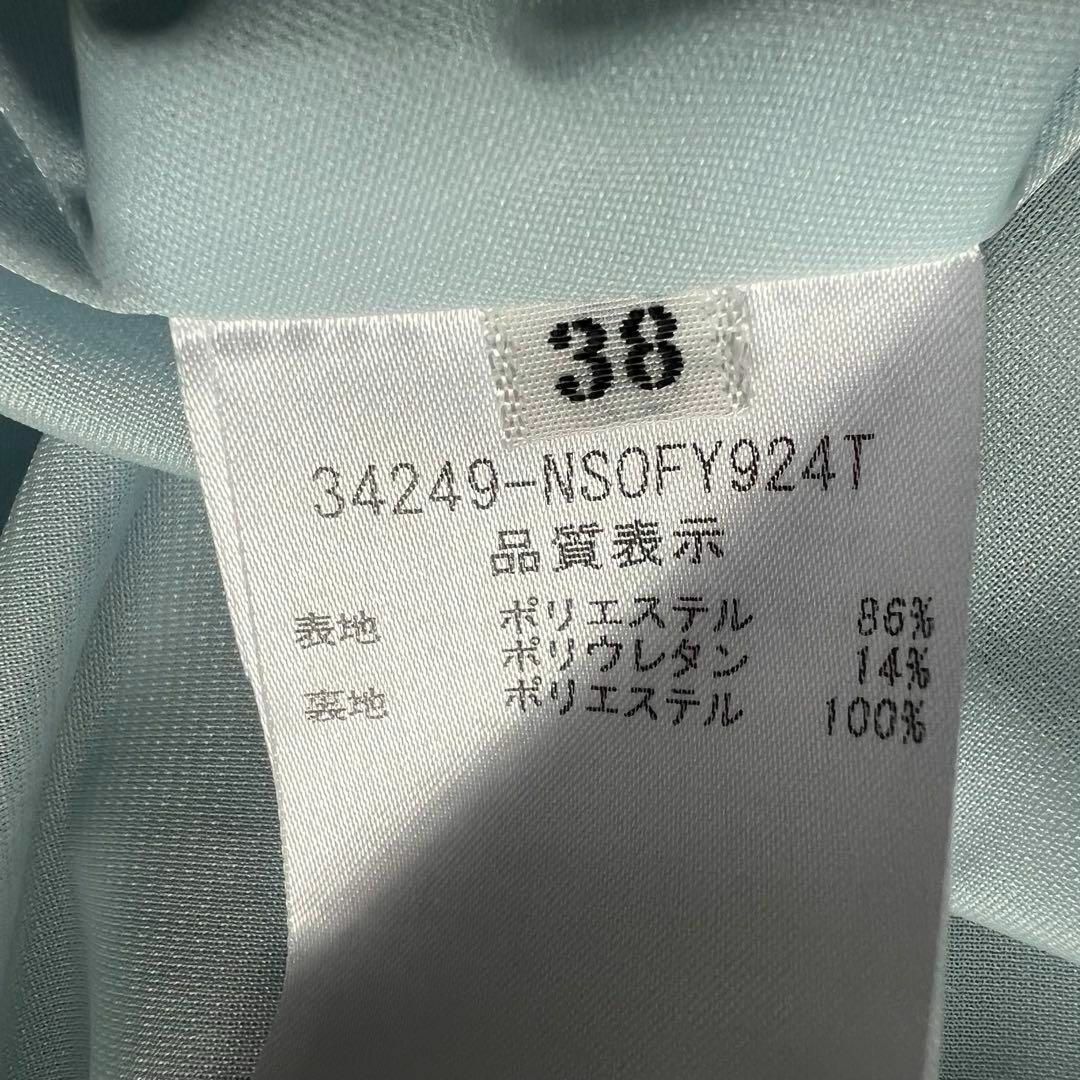 38
34249-NSOFY924T
品質表示
表地 ポリエステル 86%
ポリウレタン 14%
裏地 ポリエステル 100%